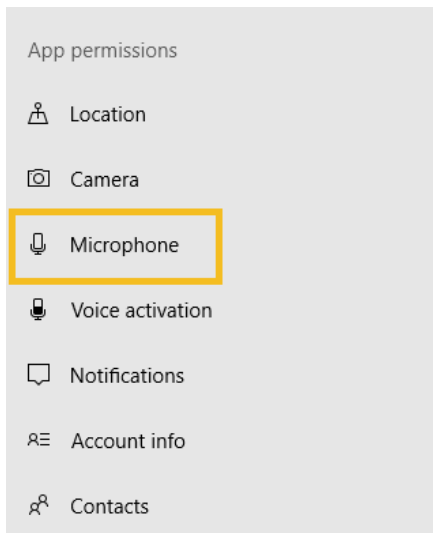 App permissions
Location
Camera
Microphone
Voice activation
Notifications
Account info
Contacts